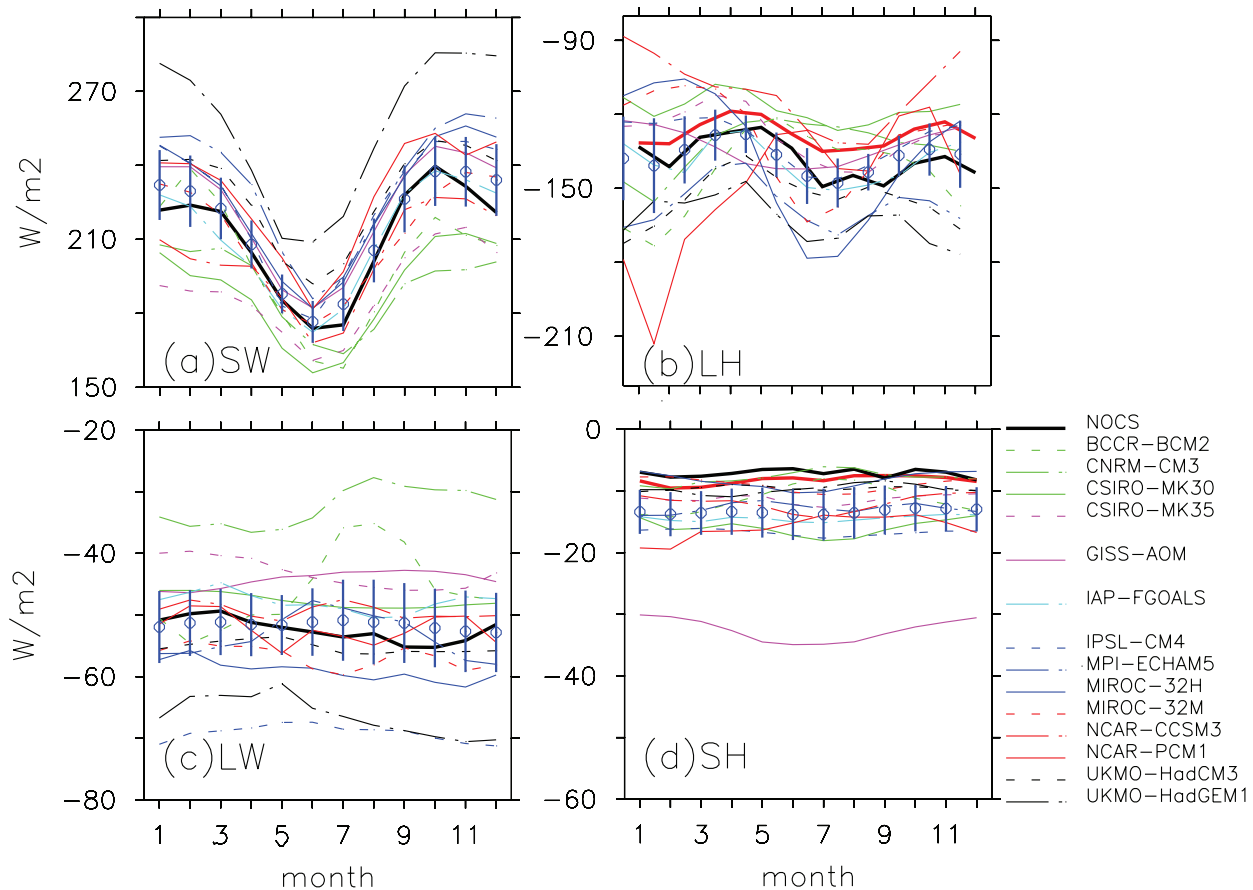 270
210
150
W/m2
(a)SW
-90
-150
-210
(b)LH
-20
-40
-60
-80
W/m2
(c)LW
1 3 5 7 9 11
month
0
-20
-40
-60
(d)SH
1 3 5 7 9 11
month
NOCS
BCCR-BCM2
CNRM-CM3
CSIRO-MK30
CSIRO-MK35
GISS-AOM
IAP-FGOALS
IPSL-CM4
MPI-ECHAM5
MIROC-32H
MIROC-32M
NCAR-CCSM3
NCAR-PCM1
UKMO-HadCM3
UKMO-HadGEM1